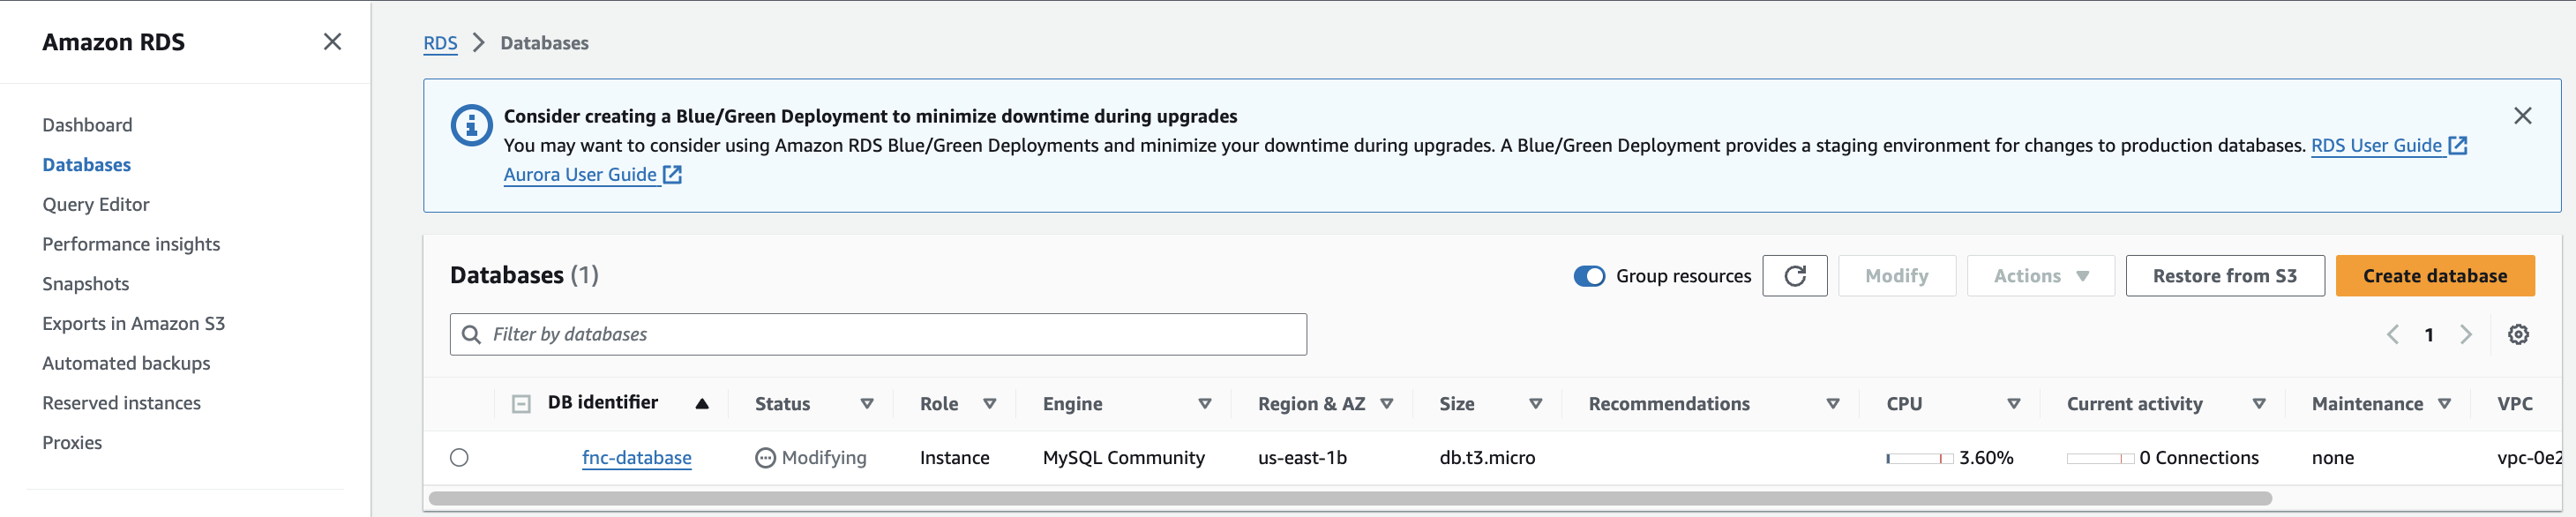 Amazon RDS
Dashboard
Databases
Query Editor
Performance insights
Snapshots
Exports in Amazon S3
Automated backups
Reserved instances
Proxies
RDS > Databases
Consider creating a Blue/Green Deployment to minimize downtime during upgrades
You may want to consider using Amazon RDS Blue/Green Deployments and minimize your downtime during upgrades. A Blue/Green Deployment provides a staging environment for changes to production databases. RDS User Guide
Aurora User Guide
Databases (1)
Group resources
Modify
Actions
Restore from S3
Create database
Filter by databases
1
DB identifier Status Role Engine Region & AZ Size Recommendations CPU Current activity Maintenance VPC
fnc-database Modifying Instance MySQL Community us-east-1b db.t3.micro 3.60% 0 Connections none vpc-0e2